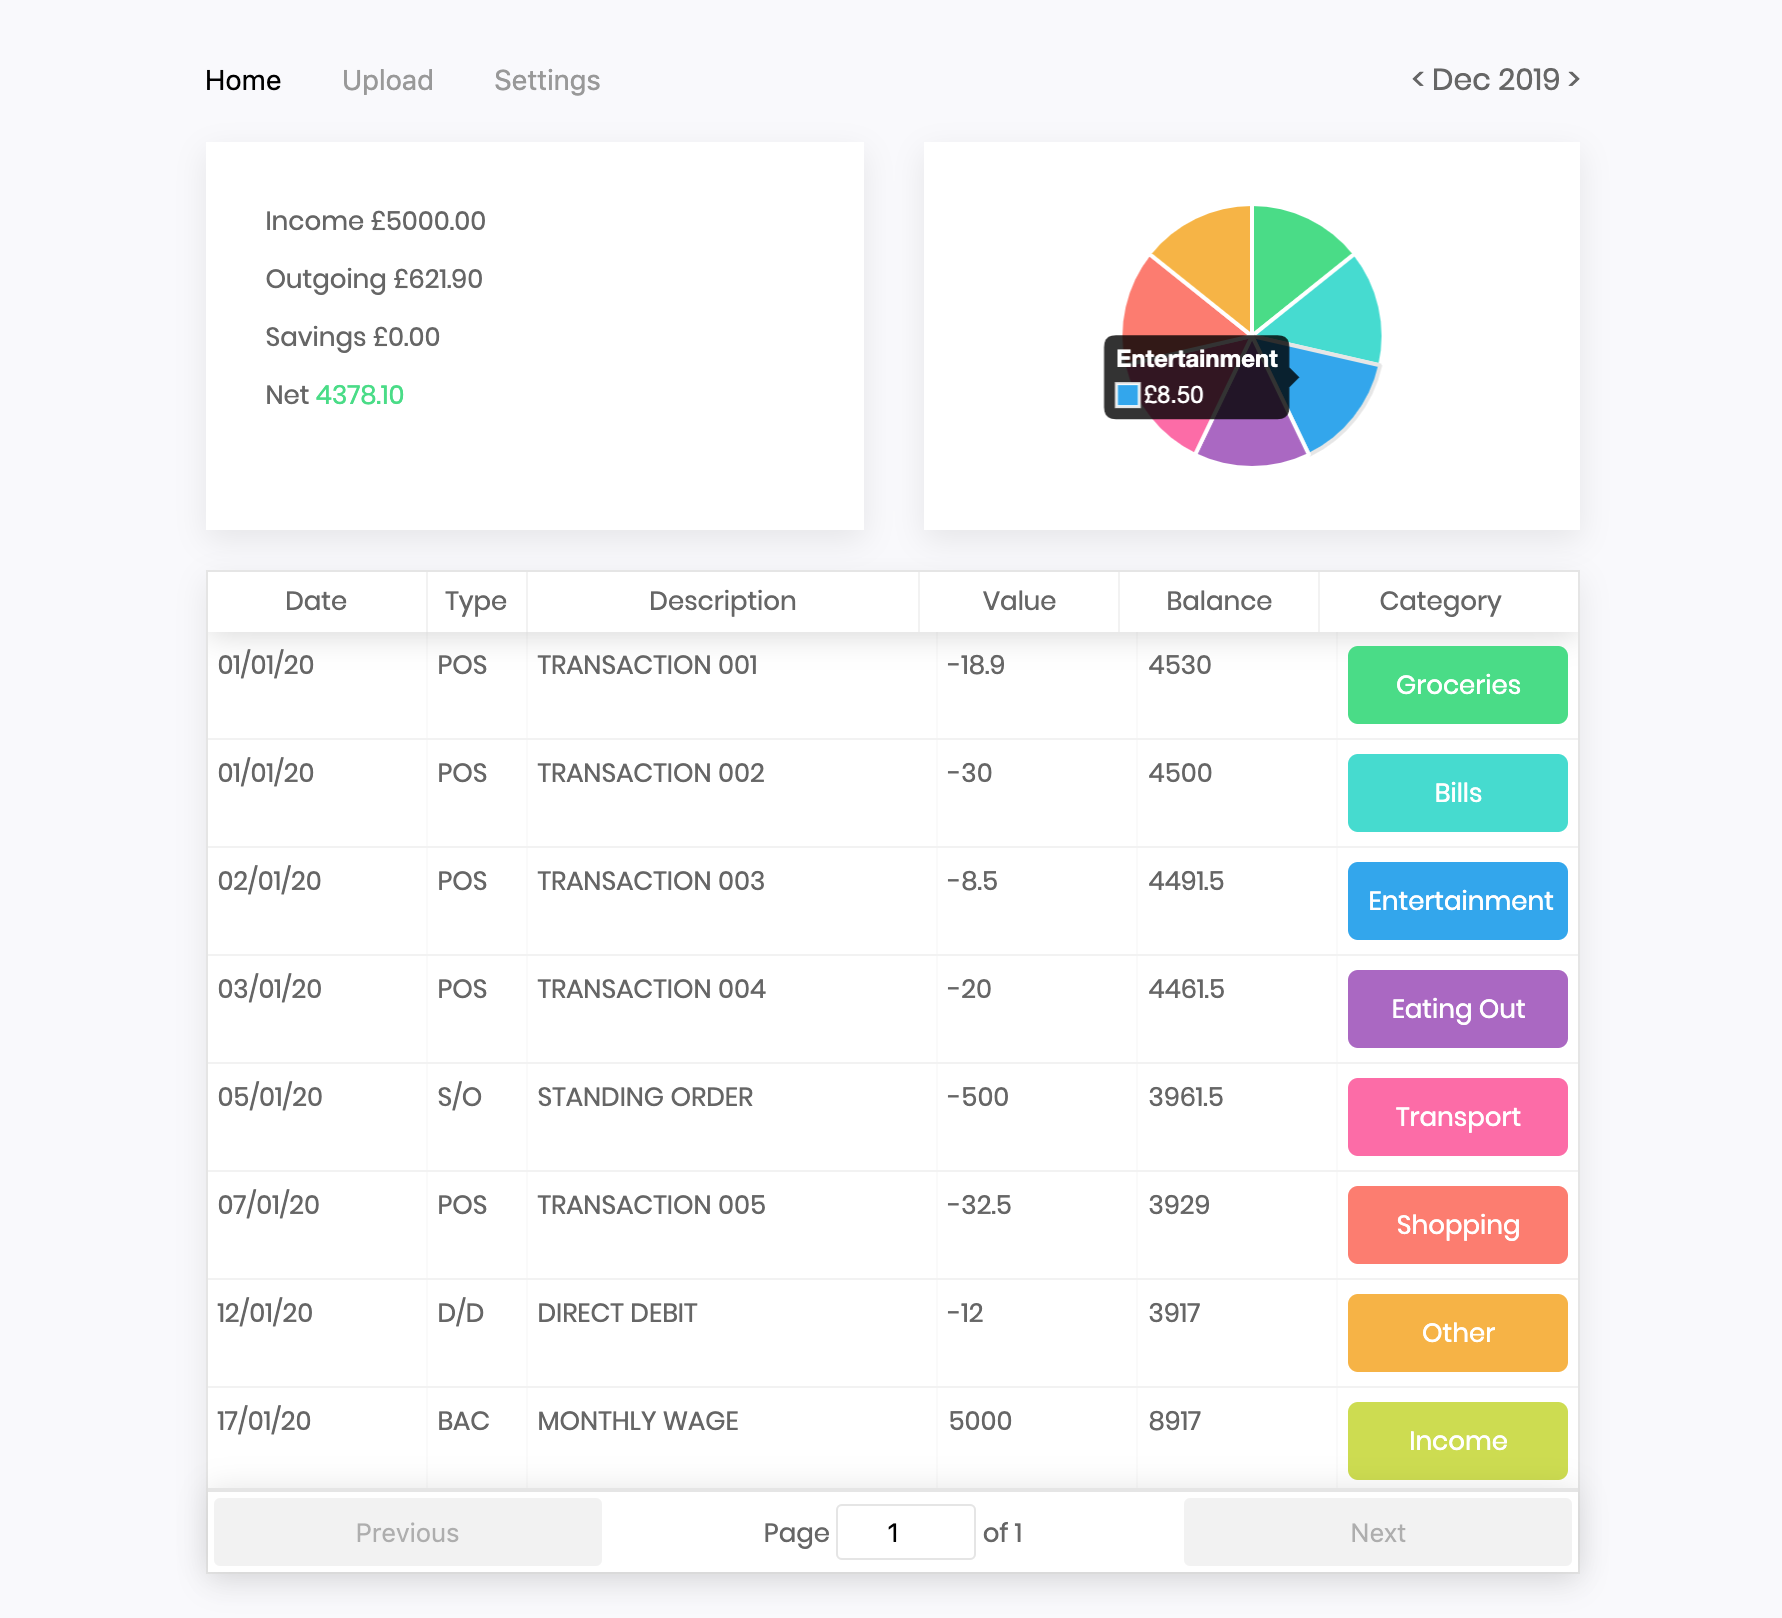 Home Upload Settings < Dec 2019 >
Income £5000.00
Outgoing £621.90
Savings £0.00
Net 4378.10
Entertainment
£8.50
Date Type Description Value Balance Category
01/01/20 POS TRANSACTION 001 -18.9 4530 Groceries
01/01/20 POS TRANSACTION 002 -30 4500 Bills
02/01/20 POS TRANSACTION 003 -8.5 4491.5 Entertainment
03/01/20 POS TRANSACTION 004 -20 4461.5 Eating Out
05/01/20 S/O STANDING ORDER -500 3961.5 Transport
07/01/20 POS TRANSACTION 005 -32.5 3929 Shopping
12/01/20 D/D DIRECT DEBIT -12 3917 Other
17/01/20 BAC MONTHLY WAGE 5000 8917 Income
Previous Page 1 of 1 Next